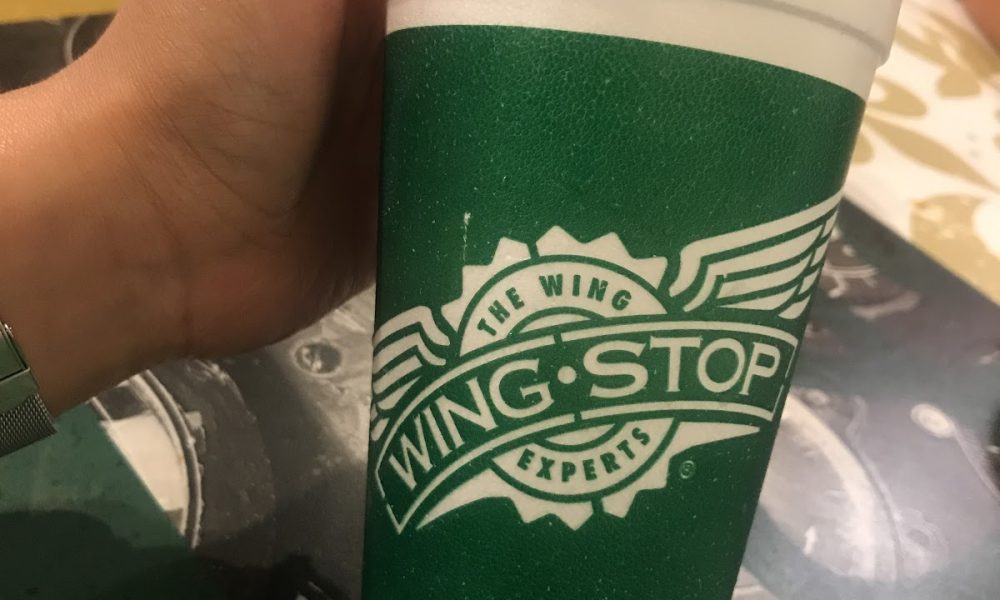 THE WING
WING·STOP
EXPERTS
®